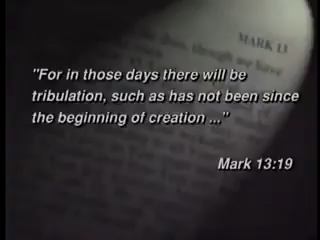 MARK 13
"For in those days there will be
tribulation, such as has not been since
the beginning of creation ..."
Mark 13:19